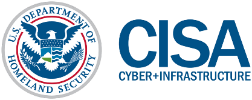 U.S. DEPARTMENT OF
HOMELAND SECURITY
CISA
CYBER+INFRASTRUCTURE